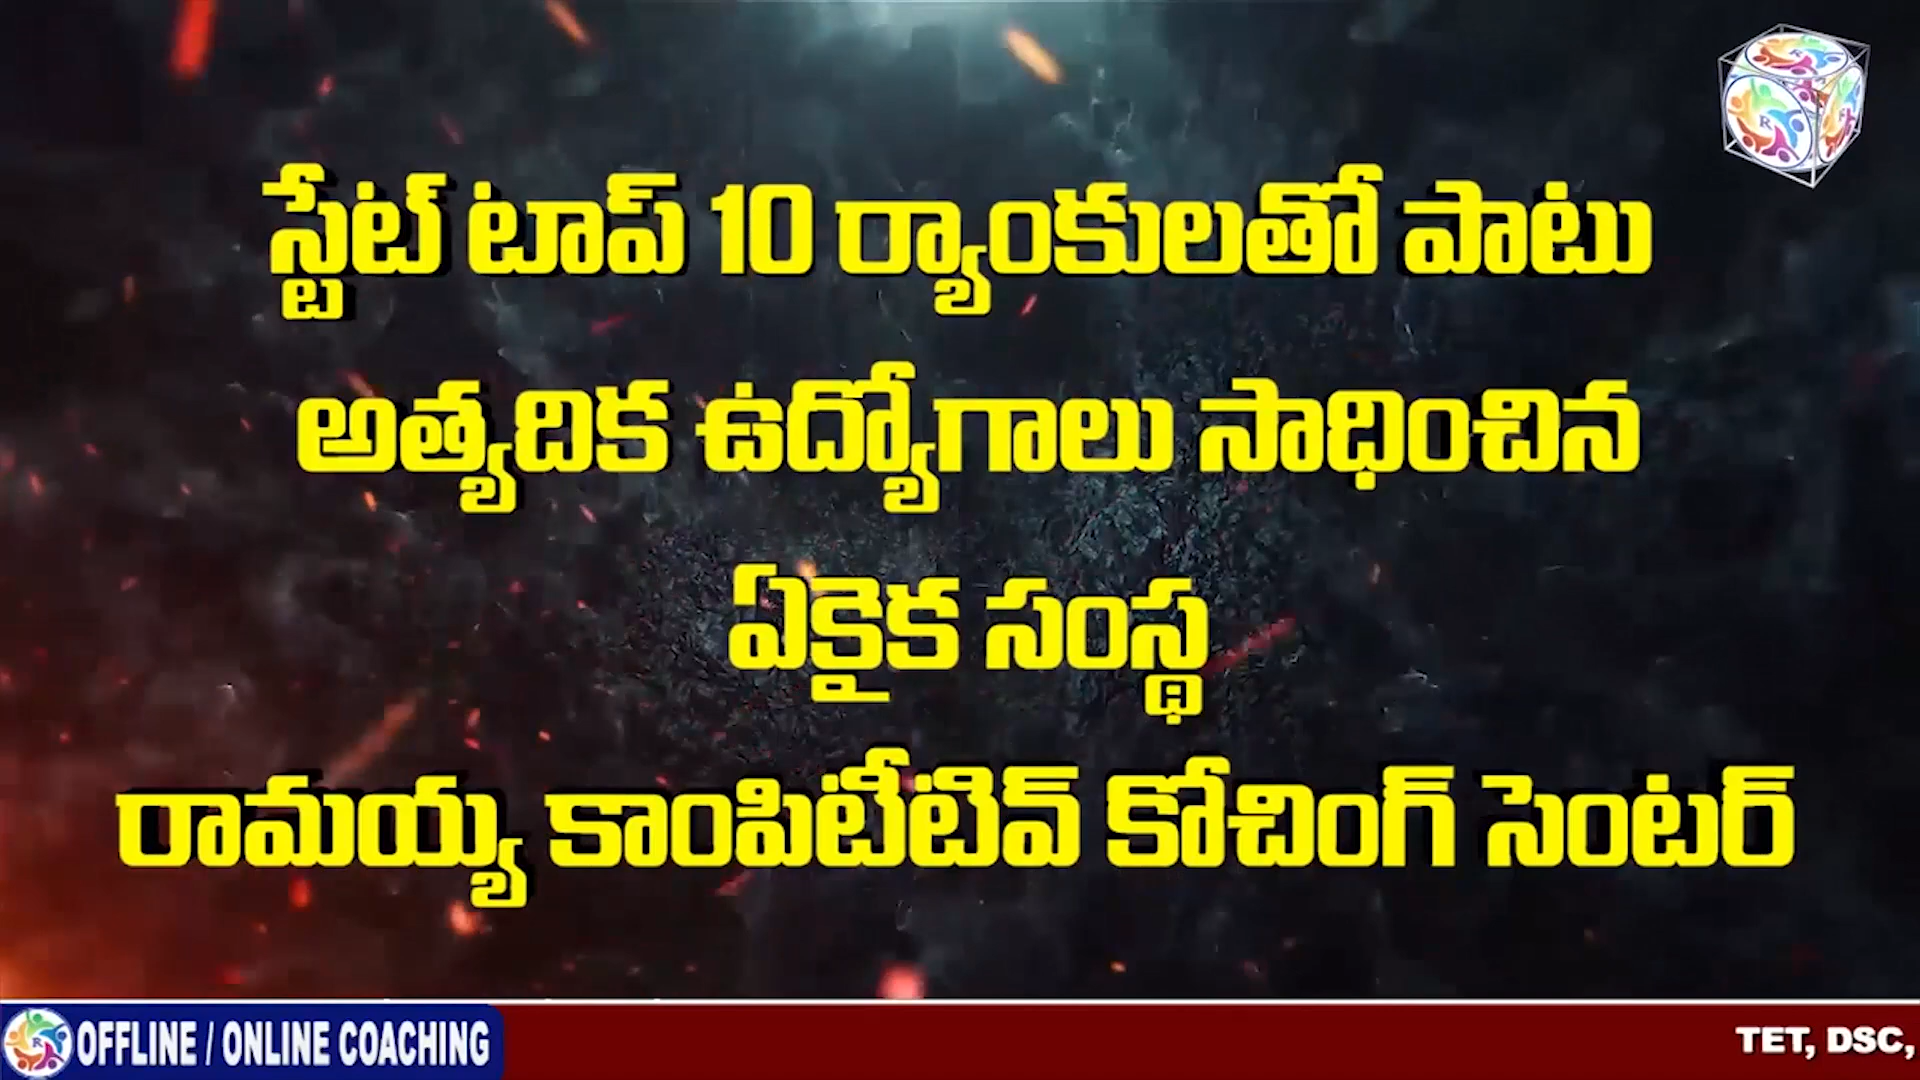 స్టేట్ టాప్ 10 ర్యాంకులతో పాటు
అత్యదిక ఉద్యోగాలు సాధించిన
ఏకైక సంస్థ
రామయ్య కాంపిటీటివ్ కోచింగ్ సెంటర్
OFFLINE / ONLINE COACHING
TET, DSC,